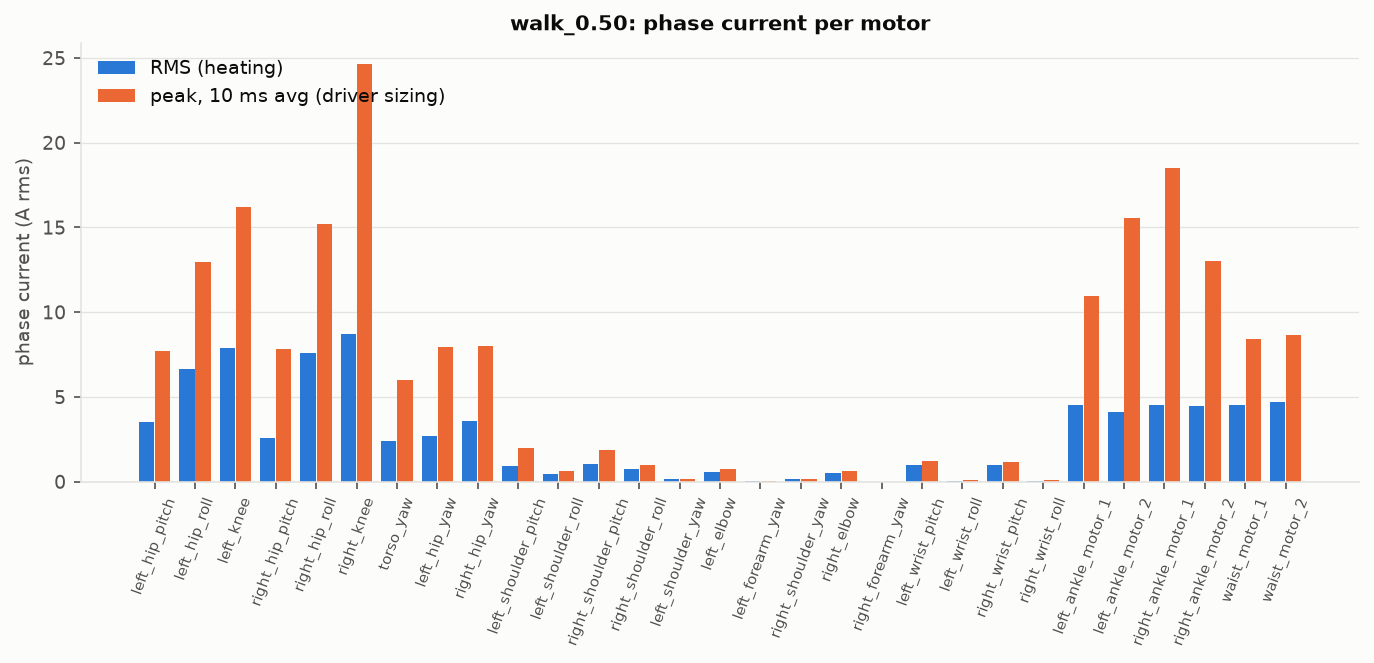 walk_0.50: phase current per motor
RMS (heating)
peak, 10 ms avg (driver sizing)
phase current (A rms)
25
20
15
10
5
0
left_hip_pitch
left_hip_roll
left_knee
right_hip_pitch
right_hip_roll
right_knee
torso_yaw
left_hip_yaw
right_hip_yaw
left_shoulder_pitch
left_shoulder_roll
right_shoulder_pitch
right_shoulder_roll
left_shoulder_yaw
left_elbow
left_forearm_yaw
right_shoulder_yaw
right_elbow
right_forearm_yaw
left_wrist_pitch
left_wrist_roll
right_wrist_pitch
right_wrist_roll
left_ankle_motor_1
left_ankle_motor_2
right_ankle_motor_1
right_ankle_motor_2
waist_motor_1
waist_motor_2